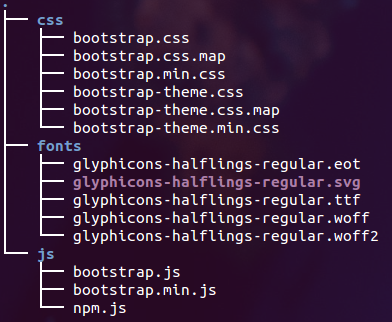 .
css
bootstrap.css
bootstrap.css.map
bootstrap.min.css
bootstrap-theme.css
bootstrap-theme.css.map
bootstrap-theme.min.css
fonts
glyphicons-halflings-regular.eot
glyphicons-halflings-regular.svg
glyphicons-halflings-regular.ttf
glyphicons-halflings-regular.woff
glyphicons-halflings-regular.woff2
js
bootstrap.js
bootstrap.min.js
npm.js